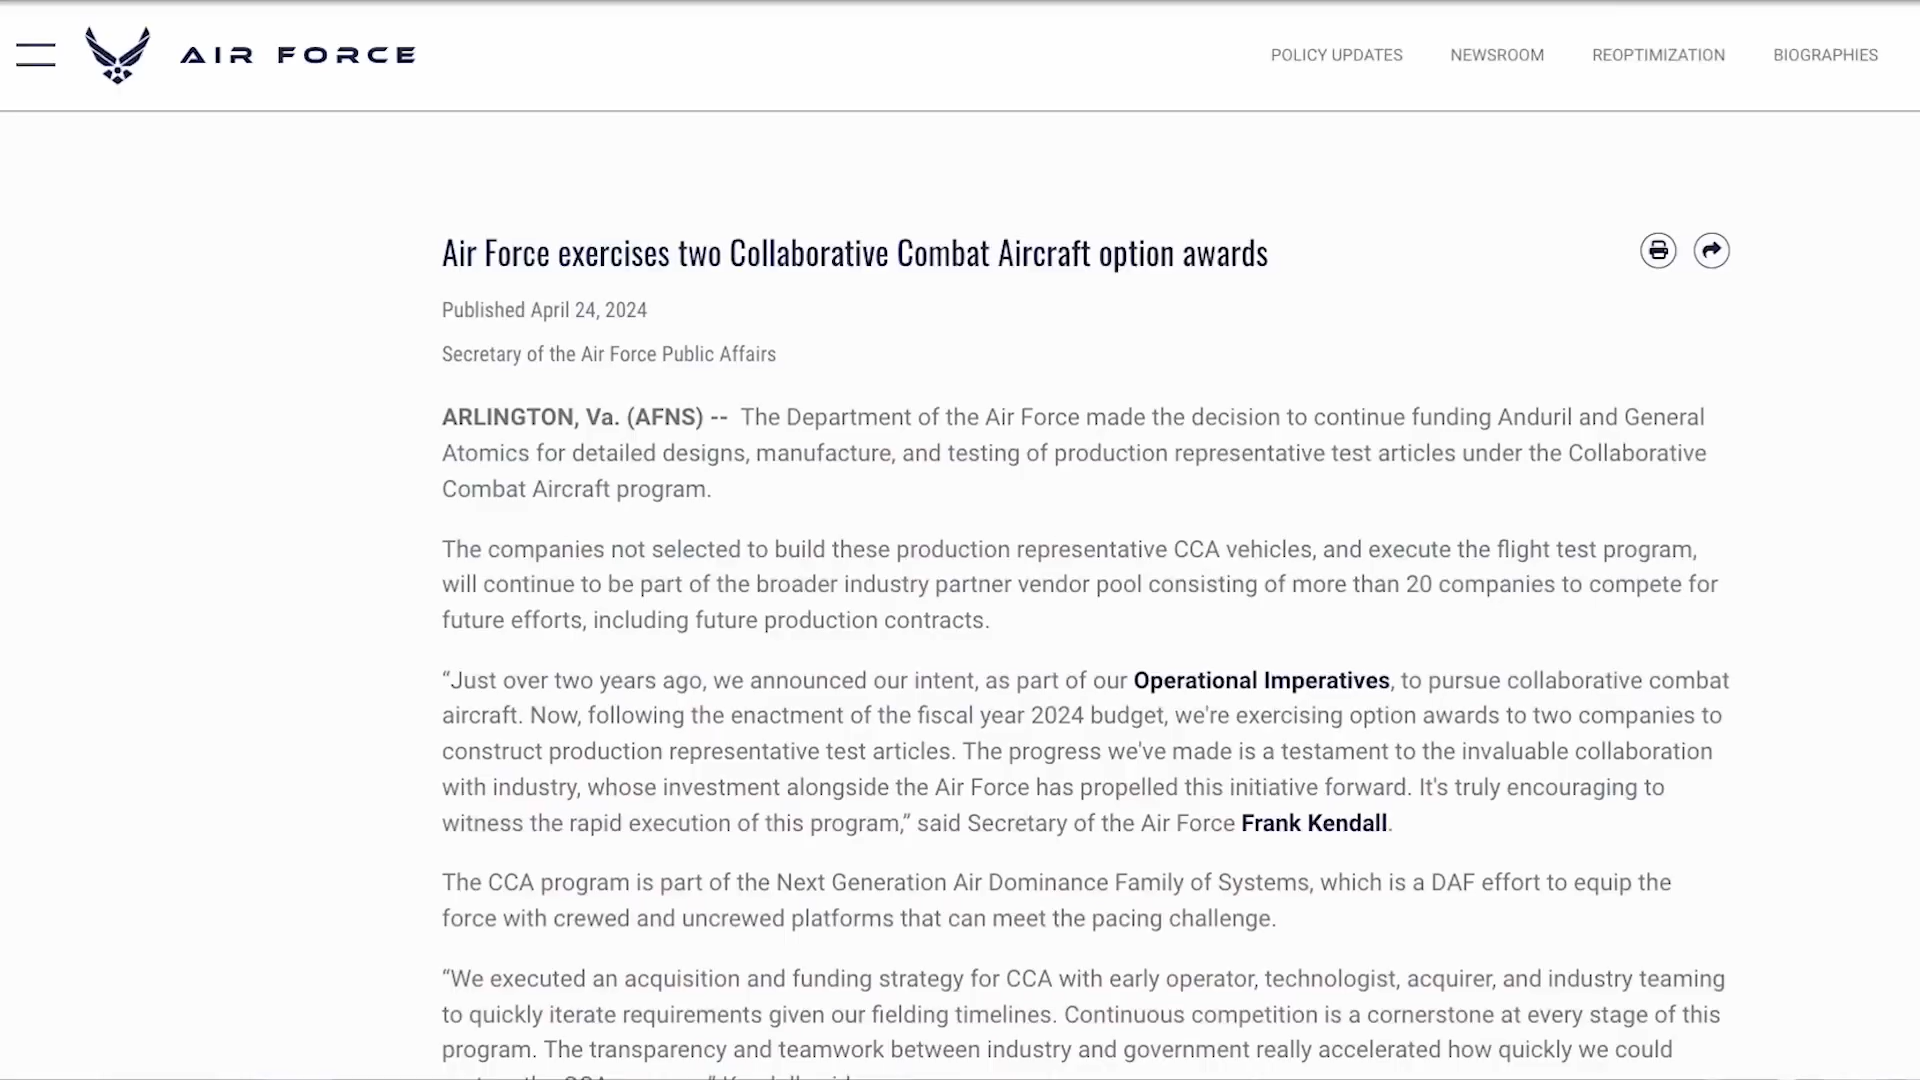 AIR FORCE
POLICY UPDATES NEWSROOM REOPTIMIZATION BIOGRAPHIES
Air Force exercises two Collaborative Combat Aircraft option awards
Published April 24, 2024
Secretary of the Air Force Public Affairs
ARLINGTON, Va. (AFNS) -- The Department of the Air Force made the decision to continue funding Anduril and General
Atomics for detailed designs, manufacture, and testing of production representative test articles under the Collaborative
Combat Aircraft program.
The companies not selected to build these production representative CCA vehicles, and execute the flight test program,
will continue to be part of the broader industry partner vendor pool consisting of more than 20 companies to compete for
future efforts, including future production contracts.
“Just over two years ago, we announced our intent, as part of our Operational Imperatives, to pursue collaborative combat
aircraft. Now, following the enactment of the fiscal year 2024 budget, we're exercising option awards to two companies to
construct production representative test articles. The progress we've made is a testament to the invaluable collaboration
with industry, whose investment alongside the Air Force has propelled this initiative forward. It's truly encouraging to
witness the rapid execution of this program,” said Secretary of the Air Force Frank Kendall.
The CCA program is part of the Next Generation Air Dominance Family of Systems, which is a DAF effort to equip the
force with crewed and uncrewed platforms that can meet the pacing challenge.
“We executed an acquisition and funding strategy for CCA with early operator, technologist, acquirer, and industry teaming
to quickly iterate requirements given our fielding timelines. Continuous competition is a cornerstone at every stage of this
program. The transparency and teamwork between industry and government really accelerated how quickly we could